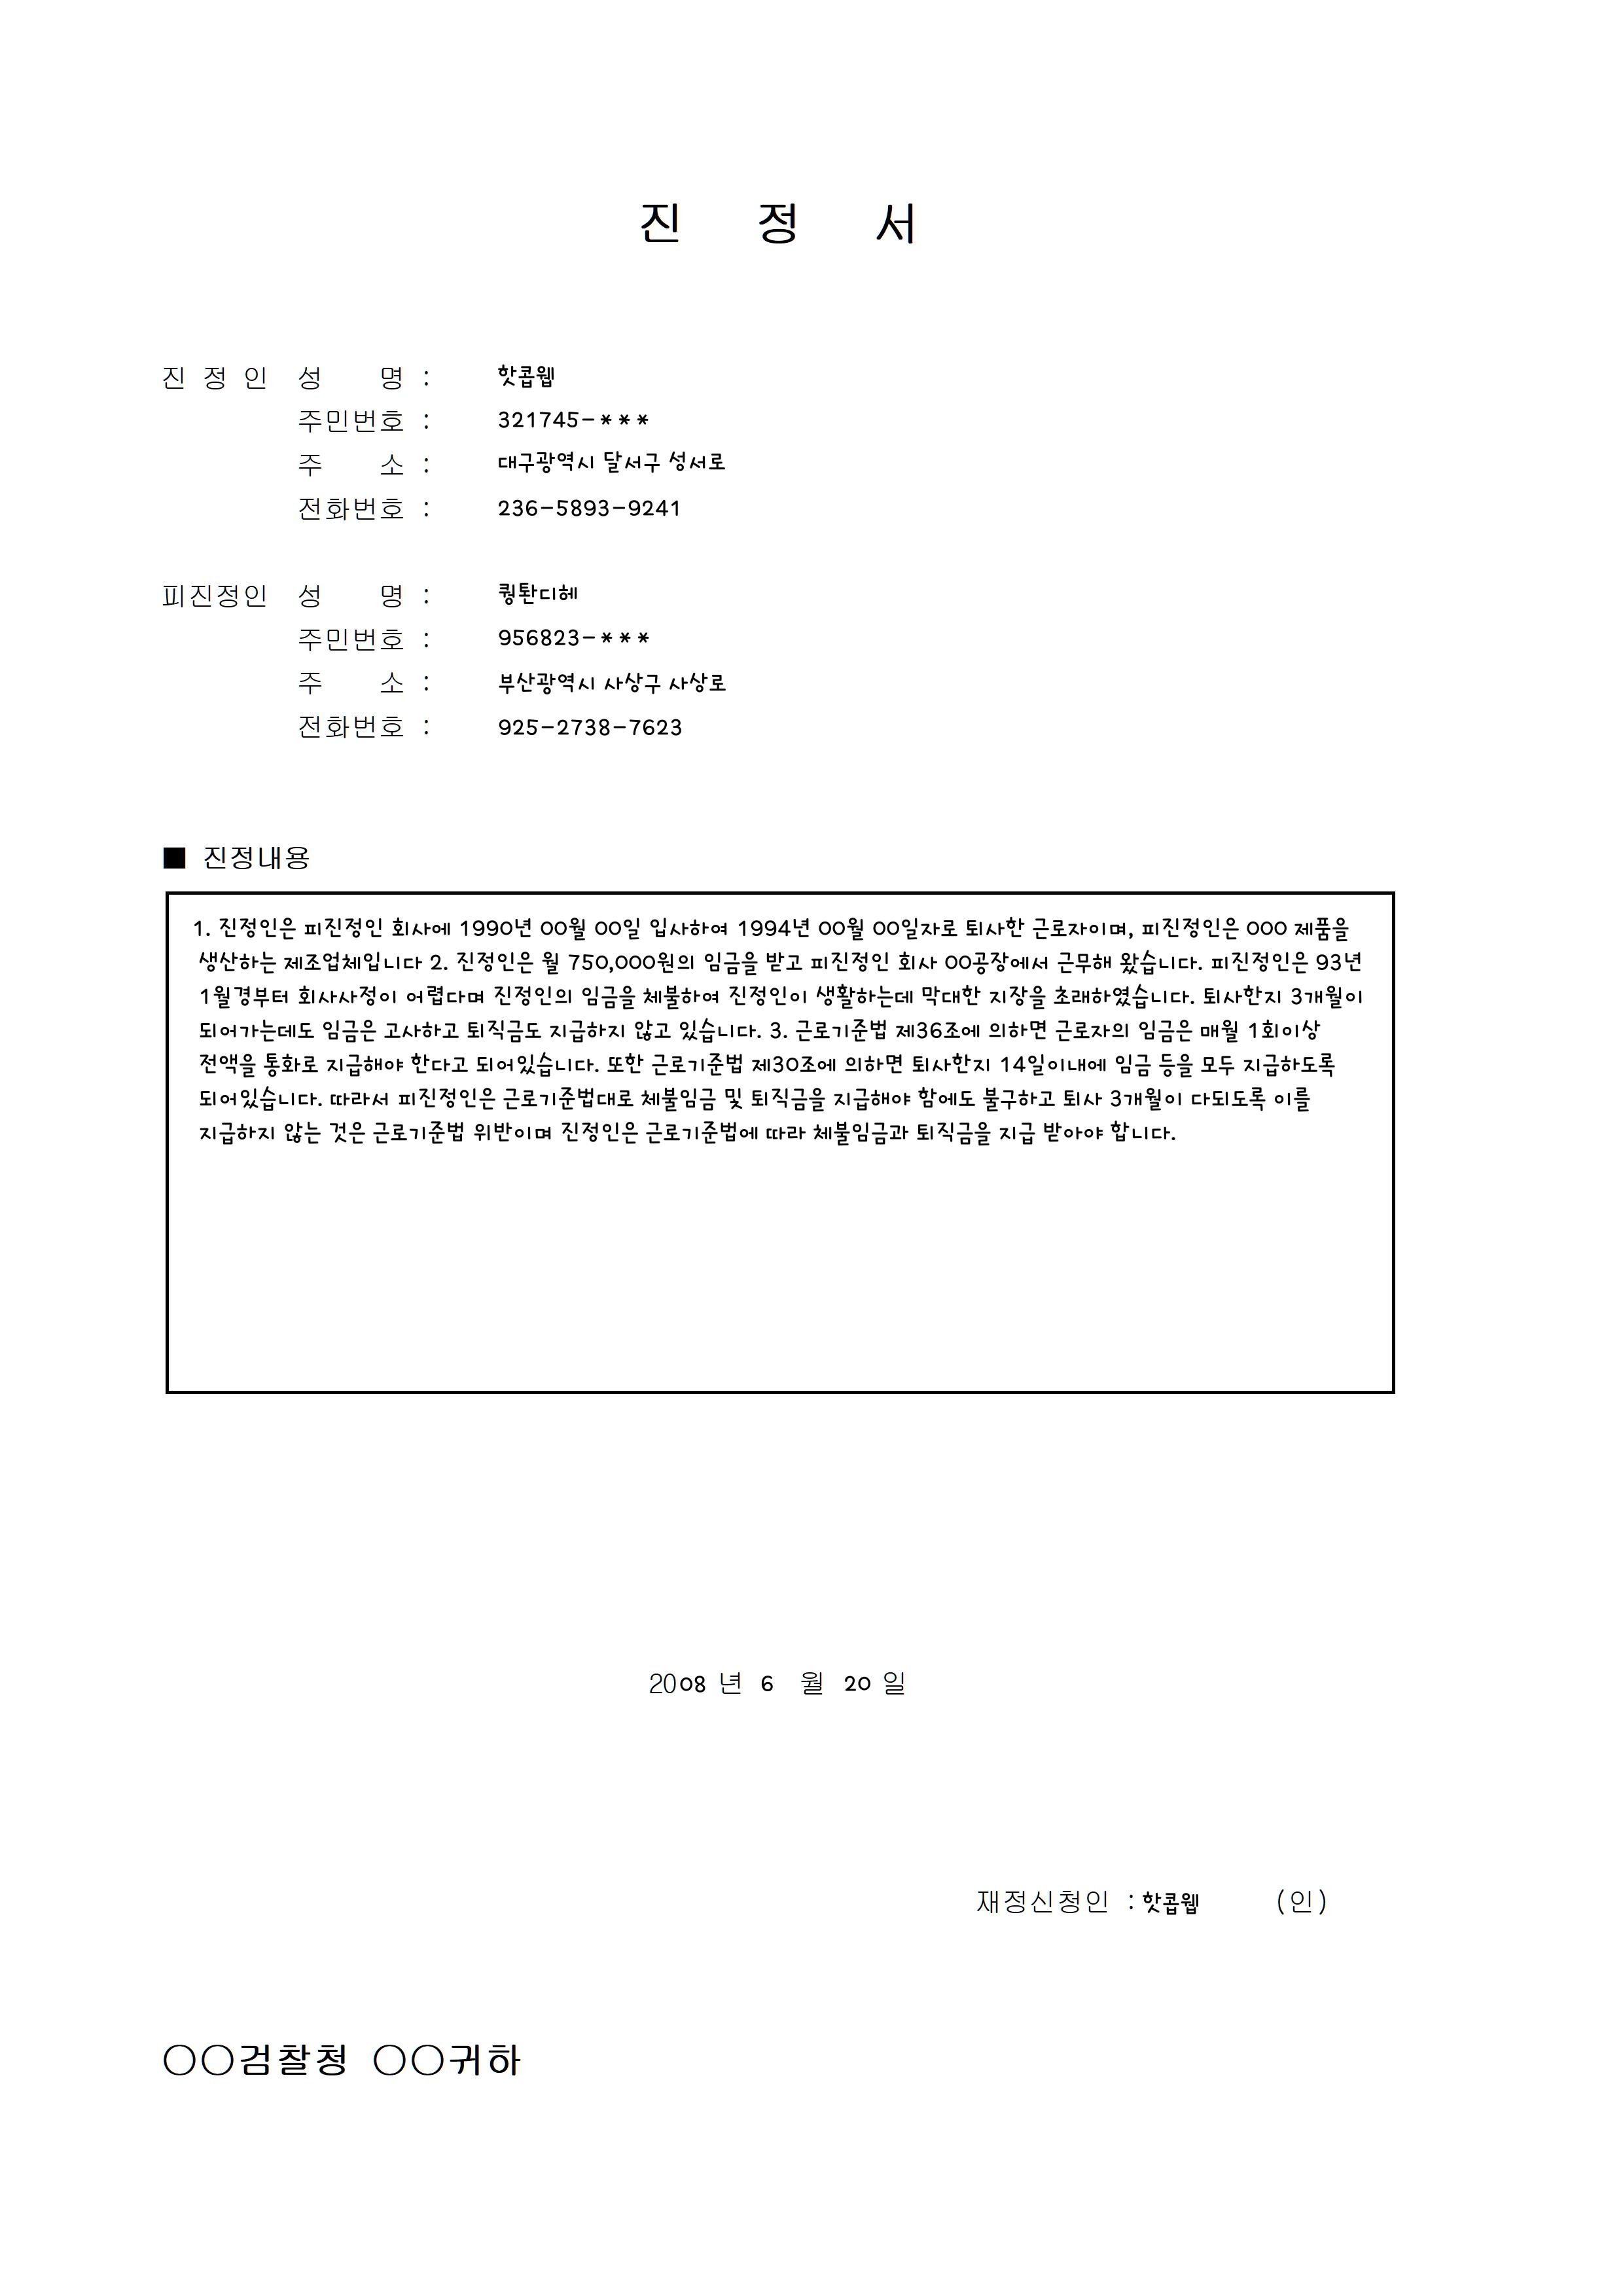 진 정 서
진 정 인 성 명 : 핫콥웹
주민번호 : 321745-***
주 소 : 대구광역시 달서구 성서로
전화번호 : 236-5893-9241
피진정인 성 명 : 퀑톼디헤
주민번호 : 956823-***
주 소 : 부산광역시 사상구 사상로
전화번호 : 925-2738-7623
■ 진정내용
1. 진정인은 피진정인 회사에 1990년 00월 00일 입사하여 1994년 00월 00일자로 퇴사한 근로자이며, 피진정인은 000 제품을
생산하는 제조업체입니다 2. 진정인은 월 750,000원의 임금을 받고 피진정인 회사 00공장에서 근무해 왔습니다. 피진정인은 93년
1월경부터 회사사정이 어렵다며 진정인의 임금을 체불하여 진정인이 생활하는데 막대한 지장을 초래하였습니다. 퇴사한지 3개월이
되어가는데도 임금은 고사하고 퇴직금도 지급하지 않고 있습니다. 3. 근로기준법 제36조에 의하면 근로자의 임금은 매월 1회이상
전액을 통화로 지급해야 한다고 되어있습니다. 또한 근로기준법 제30조에 의하면 퇴사한지 14일이내에 임금 등을 모두 지급하도록
되어있습니다. 따라서 피진정인은 근로기준법대로 체불임금 및 퇴직금을 지급해야 함에도 불구하고 퇴사 3개월이 다되도록 이를
지급하지 않는 것은 근로기준법 위반이며 진정인은 근로기준법에 따라 체불임금과 퇴직금을 지급 받아야 합니다.
2008 년 6 월 20 일
재정신청인 : 핫콥웹 (인)
○○검찰청 ○○귀하